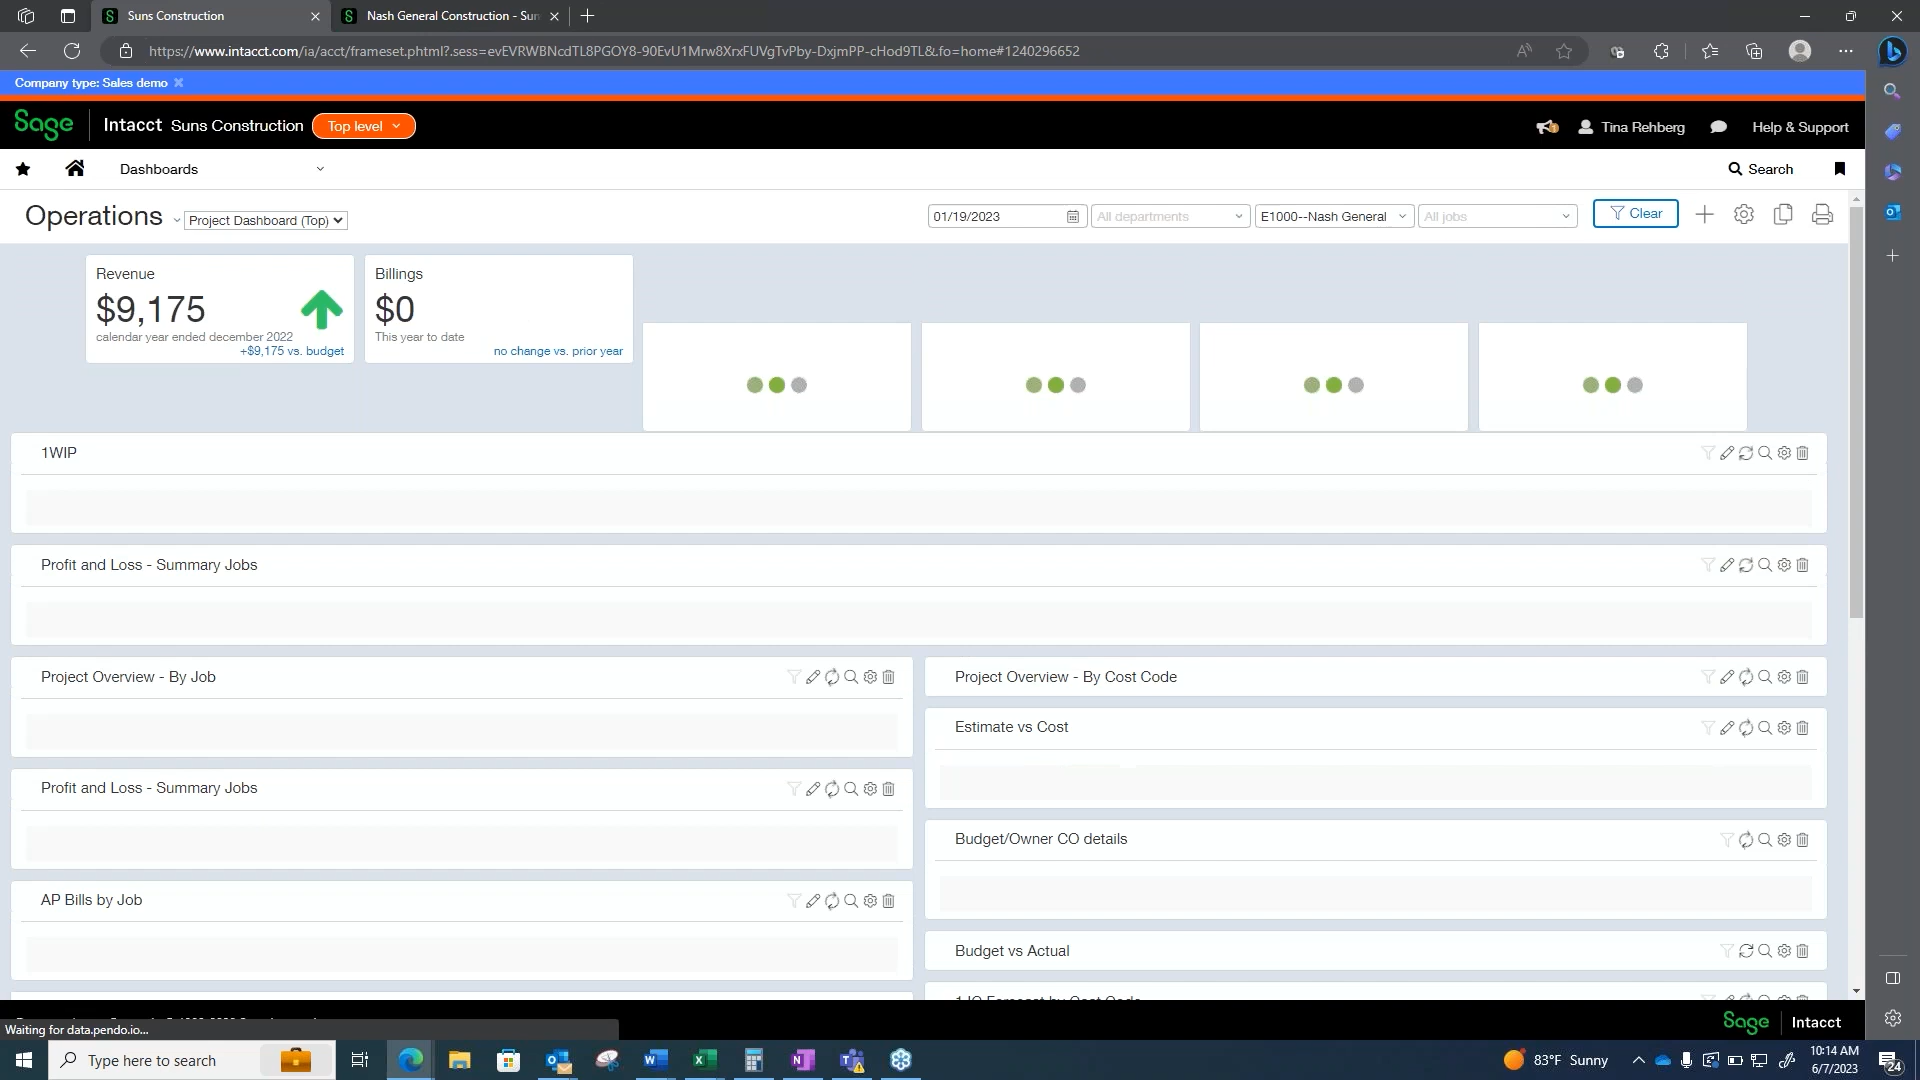 Suns Construction
Nash General Construction - Sun
https://www.intacct.com/ia/acct/frameset.phtml?.sess=evEVRWBNcdTL8PGOY8-90EvU1Mrw8XrxFUVgTvPby-DxjmPP-cHod9TL&.fo=home#1240296652
Company type: Sales demo
Sage Intacct Suns Construction Top level
Tina Rehberg Help & Support
Dashboards
Search
Operations Project Dashboard (Top)
01/19/2023 All departments E1000--Nash General All jobs Clear
Revenue
$9,175
calendar year ended december 2022
+$9,175 vs. budget
Billings
$0
This year to date
no change vs. prior year
1WIP
Profit and Loss - Summary Jobs
Project Overview - By Job
Project Overview - By Cost Code
Estimate vs Cost
Profit and Loss - Summary Jobs
Budget/Owner CO details
AP Bills by Job
Budget vs Actual
Waiting for data.pendo.io...
Sage Intacct
Type here to search
83°F Sunny
10:14 AM
6/7/2023
24